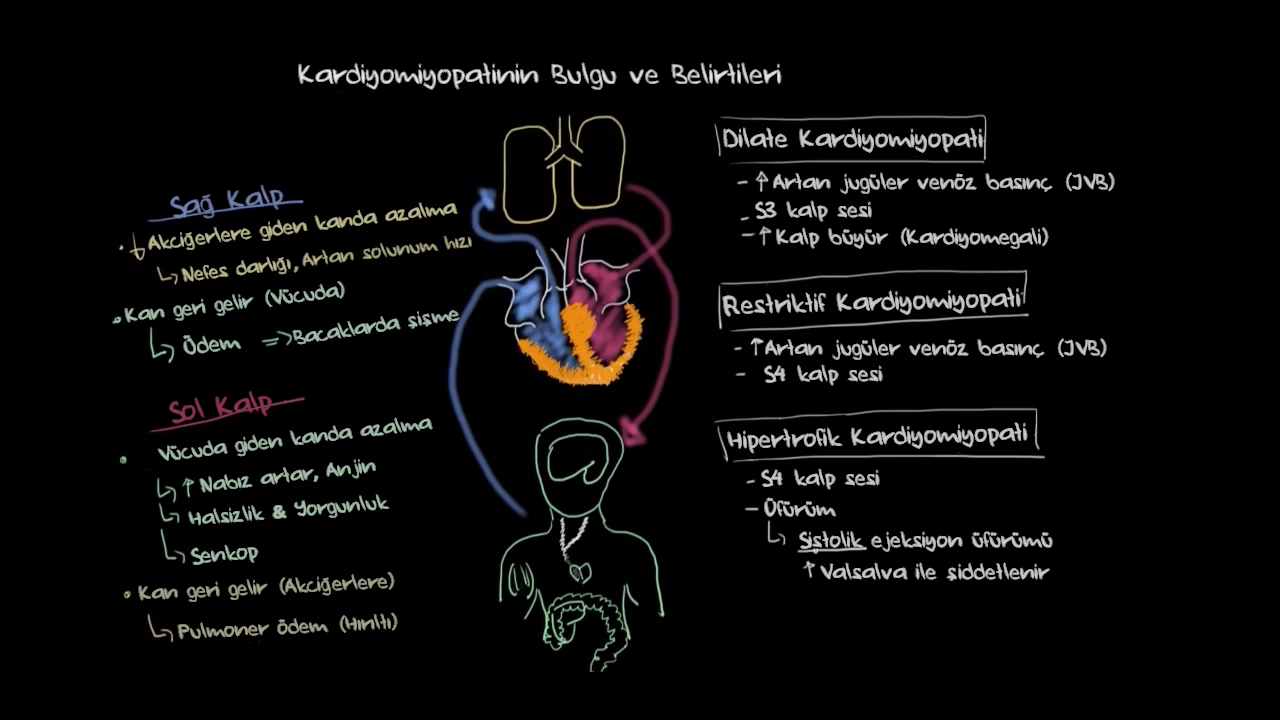 Kardiyomiyopatinin Bulgu ve Belirtileri
Sağ Kalp
• ↓ Akciğerlere giden kanda azalma
↳ Nefes darlığı, Artan solunum hızı
• Kan geri gelir (Vücuda)
↳ Ödem => Bacaklarda şişme
Sol Kalp
• Vücuda giden kanda azalma
↳ ↑ Nabız artar, Anjin
↳ Halsizlik & Yorgunluk
↳ Senkop
• Kan geri gelir (Akciğerlere)
↳ Pulmoner ödem (Hırıltı)
Dilate Kardiyomiyopati
- ↑ Artan jugüler venöz basınç (JVB)
- S3 kalp sesi
- ↑ Kalp büyür (Kardiyomegali)
Restriktif Kardiyomiyopati
- ↑ Artan jugüler venöz basınç (JVB)
- S4 kalp sesi
Hipertrofik Kardiyomiyopati
- S4 kalp sesi
- Üfürüm
↳ Sistolik ejeksiyon üfürümü
↑ Valsalva ile şiddetlenir